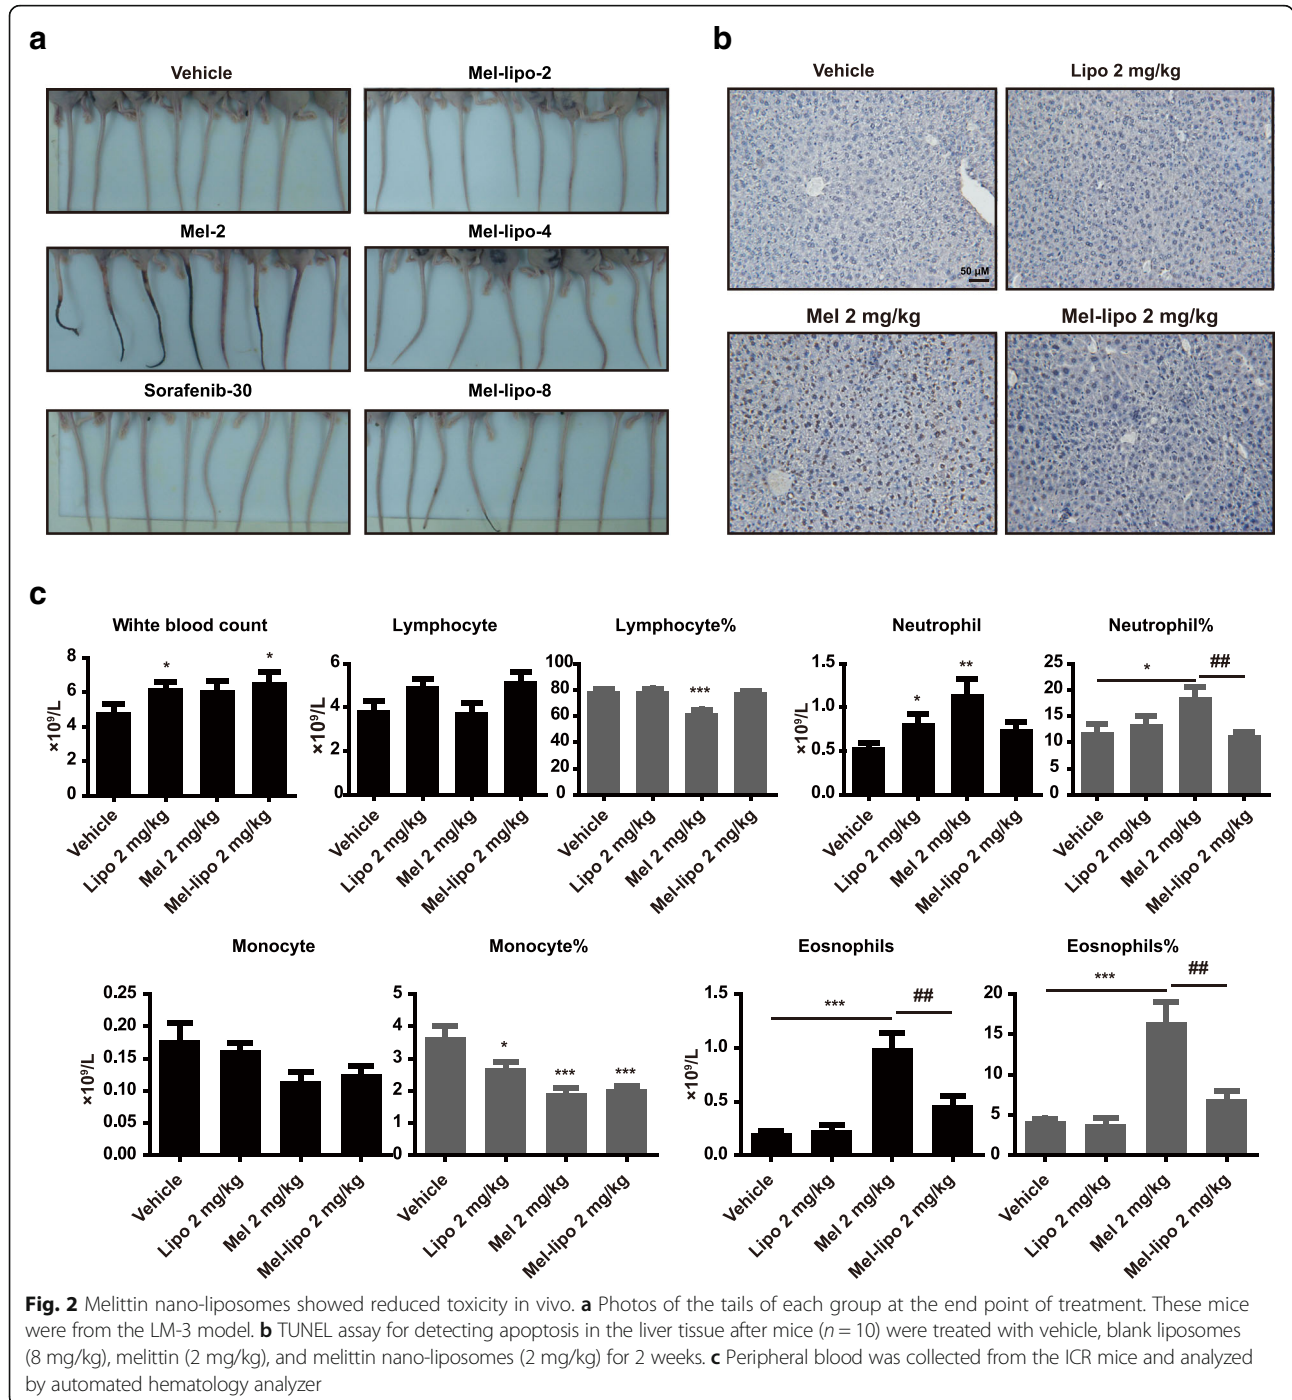 a
b
Vehicle
Mel-lipo-2
Mel-2
Mel-lipo-4
Sorafenib-30
Mel-lipo-8
Vehicle
Lipo 2 mg/kg
50 µM
Mel 2 mg/kg
Mel-lipo 2 mg/kg
c
Wihte blood count
×10⁹/L
8
6
4
2
0
*
*
Vehicle
Lipo 2 mg/kg
Mel 2 mg/kg
Mel-lipo 2 mg/kg
Lymphocyte
×10⁹/L
6
4
2
0
Vehicle
Lipo 2 mg/kg
Mel 2 mg/kg
Mel-lipo 2 mg/kg
Lymphocyte%
100
80
60
40
20
0
***
Vehicle
Lipo 2 mg/kg
Mel 2 mg/kg
Mel-lipo 2 mg/kg
Neutrophil
×10⁹/L
1.5
1.0
0.5
0.0
*
**
Vehicle
Lipo 2 mg/kg
Mel 2 mg/kg
Mel-lipo 2 mg/kg
Neutrophil%
25
20
15
10
5
0
*
##
Vehicle
Lipo 2 mg/kg
Mel 2 mg/kg
Mel-lipo 2 mg/kg
Monocyte
×10⁹/L
0.25
0.20
0.15
0.10
0.05
0.00
Vehicle
Lipo 2 mg/kg
Mel 2 mg/kg
Mel-lipo 2 mg/kg
Monocyte%
5
4
3
2
1
0
*
***
***
Vehicle
Lipo 2 mg/kg
Mel 2 mg/kg
Mel-lipo 2 mg/kg
Eosnophils
×10⁹/L
1.5
1.0
0.5
0.0
***
##
Vehicle
Lipo 2 mg/kg
Mel 2 mg/kg
Mel-lipo 2 mg/kg
Eosnophils%
20
15
10
5
0
***
##
Vehicle
Lipo 2 mg/kg
Mel 2 mg/kg
Mel-lipo 2 mg/kg
Fig. 2 Melittin nano-liposomes showed reduced toxicity in vivo. a Photos of the tails of each group at the end point of treatment. These mice
were from the LM-3 model. b TUNEL assay for detecting apoptosis in the liver tissue after mice (n = 10) were treated with vehicle, blank liposomes
(8 mg/kg), melittin (2 mg/kg), and melittin nano-liposomes (2 mg/kg) for 2 weeks. c Peripheral blood was collected from the ICR mice and analyzed
by automated hematology analyzer